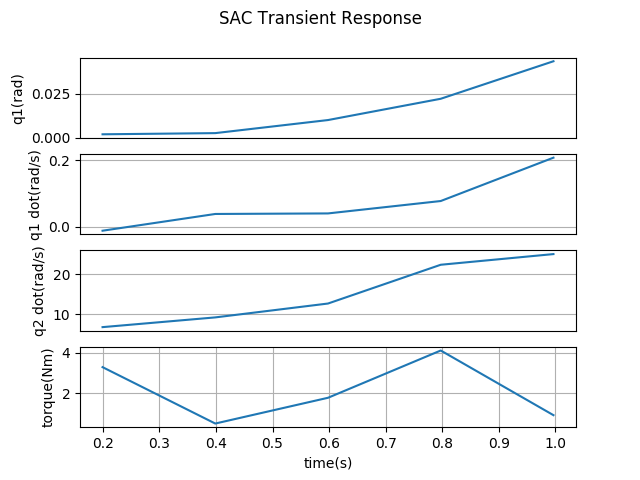 SAC Transient Response
q1(rad)
0.025
0.000
q1 dot(rad/s)
0.2
0.0
q2 dot(rad/s)
20
10
torque(Nm)
4
2
0.2 0.3 0.4 0.5 0.6 0.7 0.8 0.9 1.0
time(s)